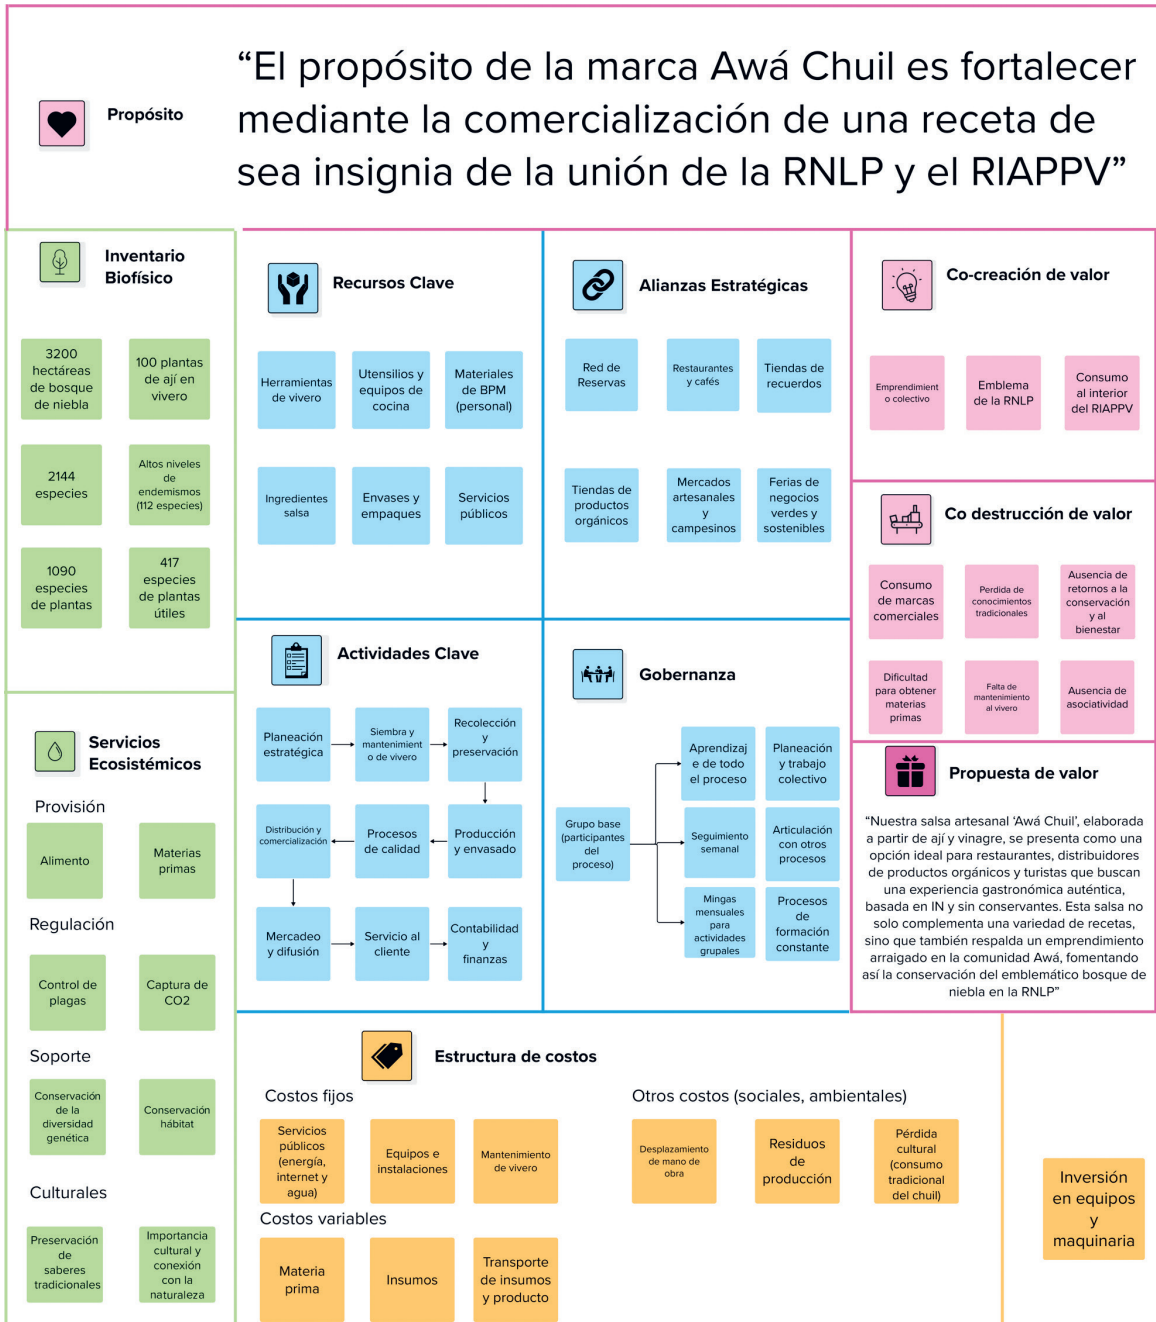 Propósito
“El propósito de la marca Awá Chuil es fortalecer
mediante la comercialización de una receta de
sea insignia de la unión de la RNLP y el RIAPPV”
Inventario
Biofísico
3200
hectáreas
de bosque
de niebla
100 plantas
de ají en
vivero
2144
especies
Altos niveles
de
endemismos
(112 especies)
1090
especies
de plantas
417
especies
de plantas
útiles
Servicios
Ecosistémicos
Provisión
Alimento
Materias
primas
Regulación
Control de
plagas
Captura de
CO2
Soporte
Conservación
de la
diversidad
genética
Conservación
hábitat
Culturales
Preservación
de
saberes
tradicionales
Importancia
cultural y
conexión
con la
naturaleza
Recursos Clave
Herramientas
de vivero
Utensilios y
equipos de
cocina
Materiales
de BPM
(personal)
Ingredientes
salsa
Envases y
empaques
Servicios
públicos
Alianzas Estratégicas
Red de
Reservas
Restaurantes
y cafés
Tiendas de
recuerdos
Tiendas de
productos
orgánicos
Mercados
artesanales
y
campesinos
Ferias de
negocios
verdes y
sostenibles
Actividades Clave
Planeación
estratégica
Siembra y
mantenimient
o de vivero
Recolección
y
preservación
Distribución y
comercialización
Procesos
de calidad
Producción
y envasado
Mercadeo
y difusión
Servicio al
cliente
Contabilidad
y
finanzas
Gobernanza
Grupo base
(participantes
del
proceso)
Aprendizaj
e de todo
el proceso
Planeación
y trabajo
colectivo
Seguimiento
semanal
Articulación
con otros
procesos
Mingas
mensuales
para
actividades
grupales
Procesos
de
formación
constante
Co-creación de valor
Emprendimient
o colectivo
Emblema
de la RNLP
Consumo
al interior
del RIAPPV
Co destrucción de valor
Consumo
de marcas
comerciales
Perdida de
conocimientos
tradicionales
Ausencia de
retornos a la
conservación
y al
bienestar
Dificultad
para obtener
materias
primas
Falta de
mantenimiento
al vivero
Ausencia de
asociatividad
Propuesta de valor
“Nuestra salsa artesanal ‘Awá Chuil’, elaborada
a partir de ají y vinagre, se presenta como una
opción ideal para restaurantes, distribuidores
de productos orgánicos y turistas que buscan
una experiencia gastronómica auténtica,
basada en IN y sin conservantes. Esta salsa no
solo complementa una variedad de recetas,
sino que también respalda un emprendimiento
arraigado en la comunidad Awá, fomentando
así la conservación del emblemático bosque de
niebla en la RNLP”
Estructura de costos
Costos fijos
Servicios
públicos
(energía,
internet y
agua)
Equipos e
instalaciones
Mantenimiento
de vivero
Costos variables
Materia
prima
Insumos
Transporte
de insumos
y producto
Otros costos (sociales, ambientales)
Desplazamiento
de mano de
obra
Residuos
de
producción
Pérdida
cultural
(consumo
tradicional
del chuil)
Inversión
en equipos
y
maquinaria